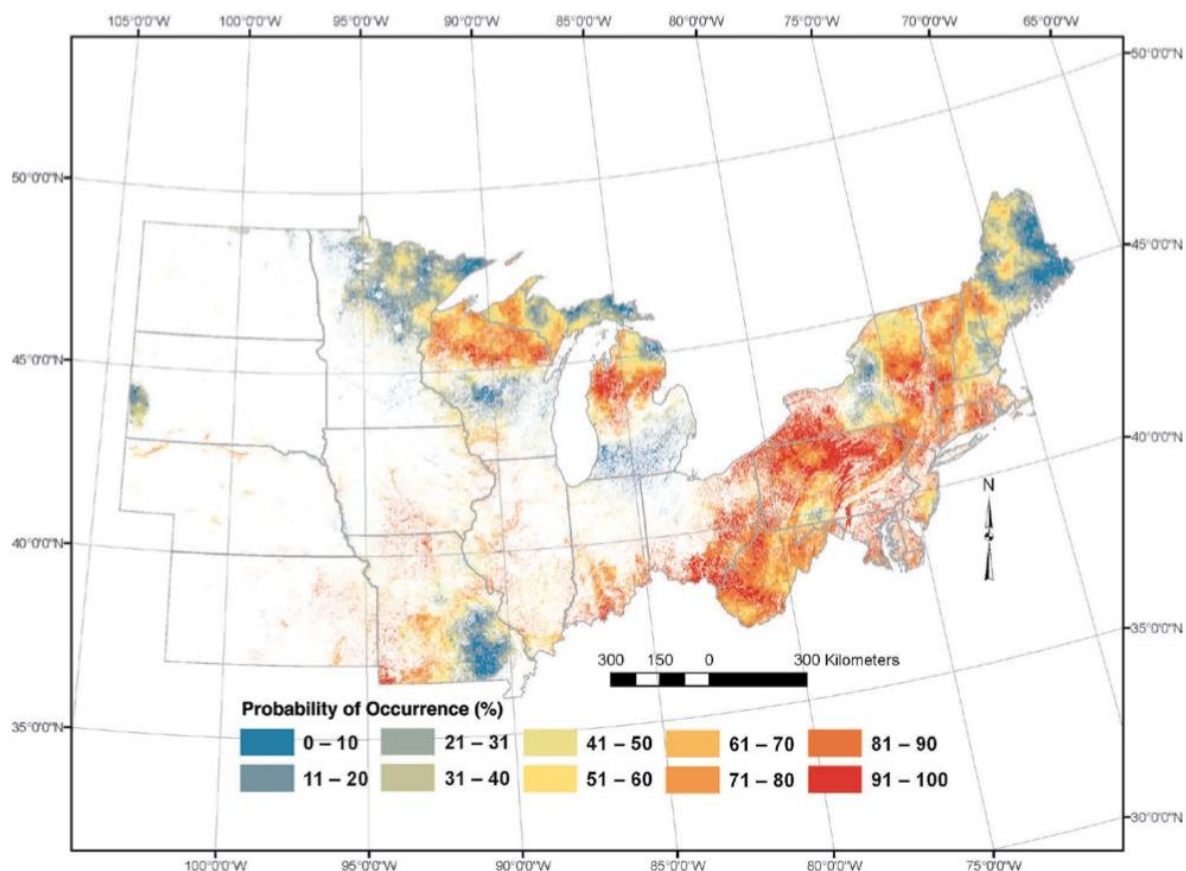 105°0'0"W 100°0'0"W 95°0'0"W 90°0'0"W 85°0'0"W 80°0'0"W 75°0'0"W 70°0'0"W 65°0'0"W
50°0'0"N
50°0'0"N
45°0'0"N
45°0'0"N
40°0'0"N
N
40°0'0"N
35°0'0"N
300 150 0 300 Kilometers
Probability of Occurrence (%)
35°0'0"N
0 – 10 21 – 31 41 – 50 61 – 70 81 – 90
11 – 20 31 – 40 51 – 60 71 – 80 91 – 100
30°0'0"N
100°0'0"W 95°0'0"W 90°0'0"W 85°0'0"W 80°0'0"W 75°0'0"W